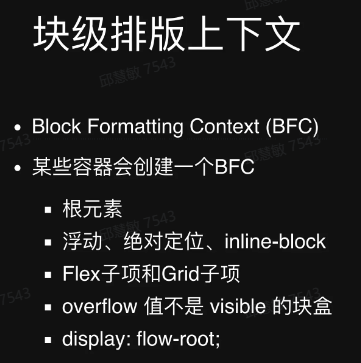 块级排版上下文
Block Formatting Context (BFC)
某些容器会创建一个BFC
根元素
浮动、绝对定位、inline-block
Flex子项和Grid子项
overflow 值不是 visible 的块盒
display: flow-root;
邱慧敏 7543